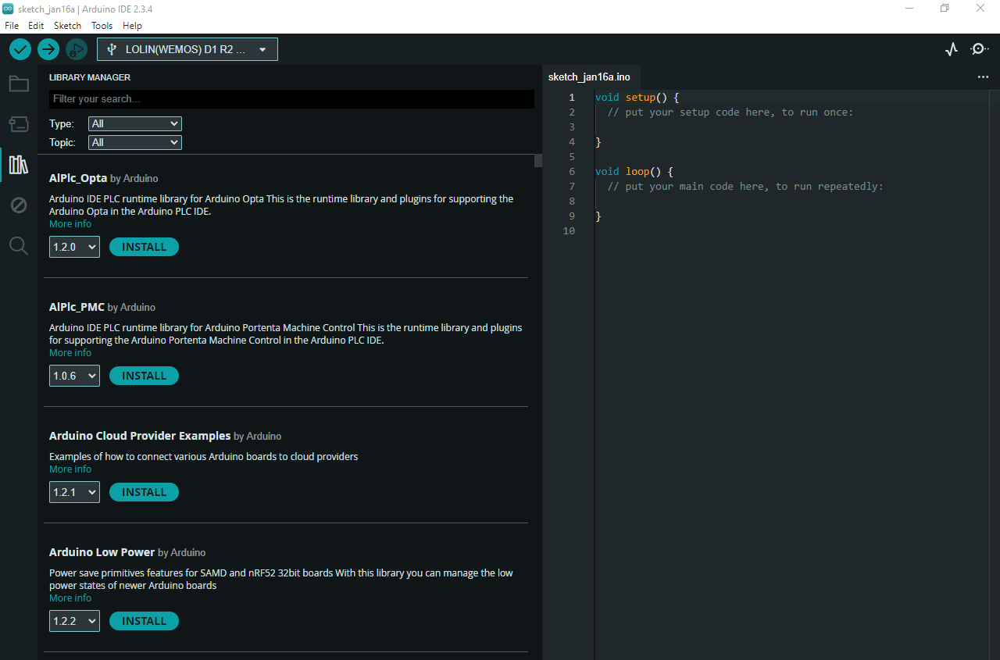 sketch_jan16a | Arduino IDE 2.3.4
File Edit Sketch Tools Help
LOLIN(WEMOS) D1 R2 ...
LIBRARY MANAGER
Filter your search...
Type: All
Topic: All
AlPlc_Opta by Arduino
Arduino IDE PLC runtime library for Arduino Opta This is the runtime library and plugins for supporting the
Arduino Opta in the Arduino PLC IDE.
More info
1.2.0 INSTALL
AlPlc_PMC by Arduino
Arduino IDE PLC runtime library for Arduino Portenta Machine Control This is the runtime library and plugins
for supporting the Arduino Portenta Machine Control in the Arduino PLC IDE.
More info
1.0.6 INSTALL
Arduino Cloud Provider Examples by Arduino
Examples of how to connect various Arduino boards to cloud providers
More info
1.2.1 INSTALL
Arduino Low Power by Arduino
Power save primitives features for SAMD and nRF52 32bit boards With this library you can manage the low
power states of newer Arduino boards
More info
1.2.2 INSTALL
sketch_jan16a.ino
1 void setup() {
2 // put your setup code here, to run once:
3
4 }
5
6 void loop() {
7 // put your main code here, to run repeatedly:
8
9 }
10